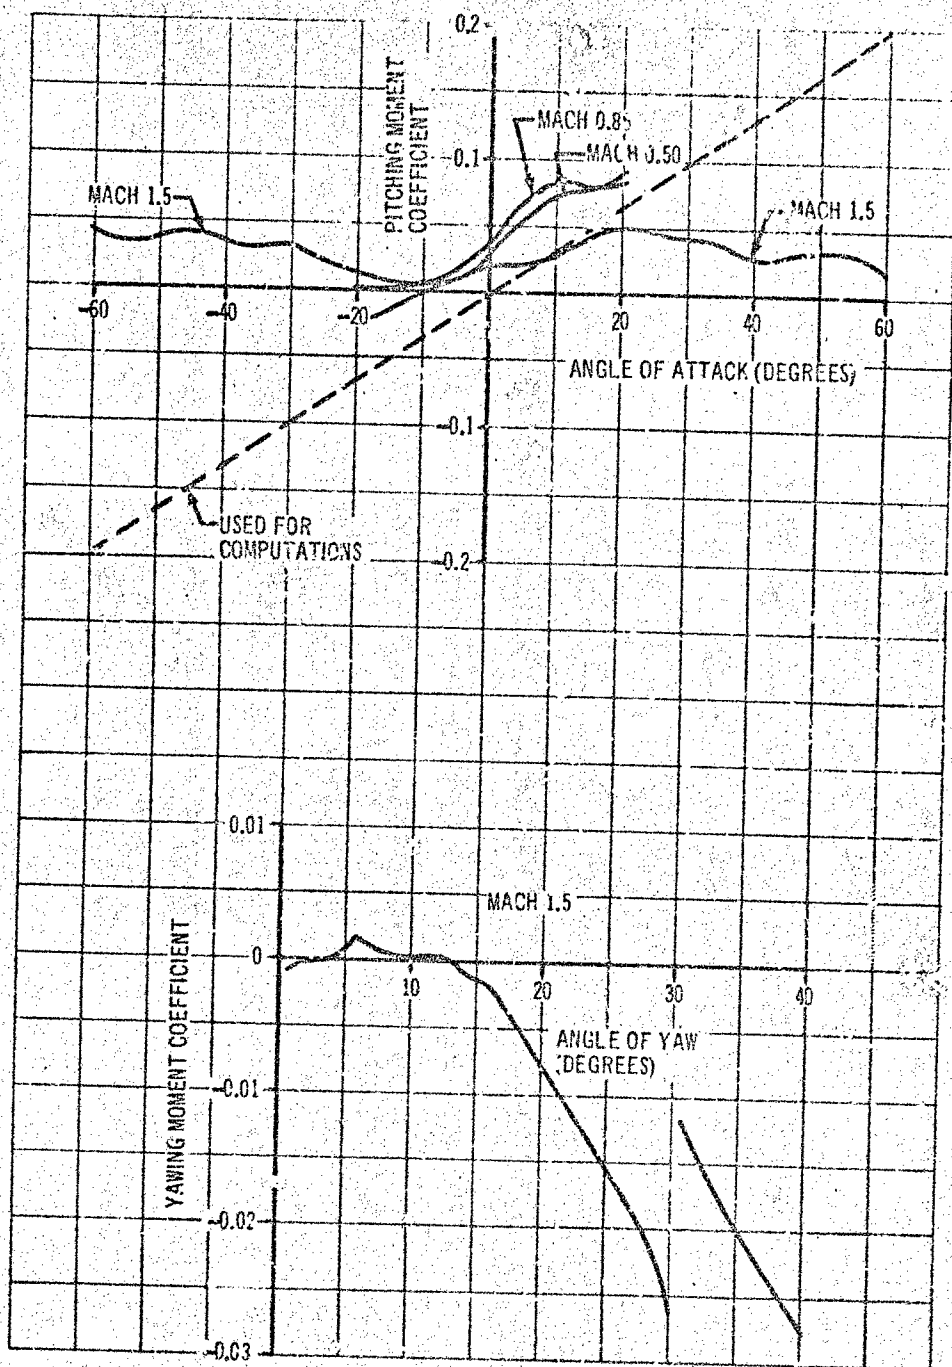 0.2
PITCHING MOMENT
COEFFICIENT
MACH 0.85
0.1
MACH 0.50
MACH 1.5
MACH 1.5
-60
-40
-20
20
40
60
ANGLE OF ATTACK (DEGREES)
-0.1
USED FOR
COMPUTATIONS
-0.2
0.01
MACH 1.5
YAWING MOMENT COEFFICIENT
0
10
20
30
40
ANGLE OF YAW
(DEGREES)
-0.01
-0.02
-0.03